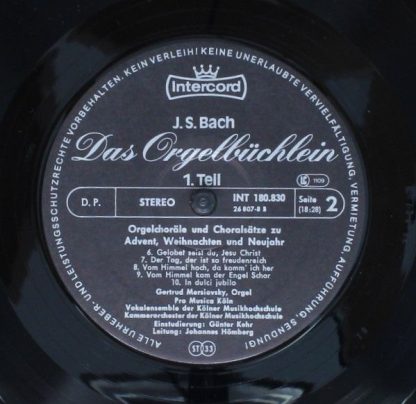 ALLE URHEBER- UND LEISTUNGSSCHUTZRECHTE VORBEHALTEN. KEIN VERLEIH! KEINE UNERLAUBTE VERVIELFÄLTIGUNG, VERMIETUNG, AUFFÜHRUNG, SENDUNG!
Intercord
J. S. Bach
Das Orgelbüchlein
1. Teil
D. P.
STEREO
INT 180.830
26 807-8 B
1109
Seite 2
(18:28)
Orgelchoräle und Choralsätze zu
Advent, Weihnachten und Neujahr
6. Gelobet seist du, Jesu Christ
7. Der Tag, der ist so freudenreich
8. Vom Himmel hoch, da komm' ich her
9. Vom Himmel kam der Engel Schar
10. In dulci jubilo
Gertrud Mersiovsky, Orgel
Pro Musica Köln
Vokalensemble der Kölner Musikhochschule
Kammerorchester der Kölner Musikhochschule
Einstudierung: Günter Kehr
Leitung: Johannes Hömberg
ST 33